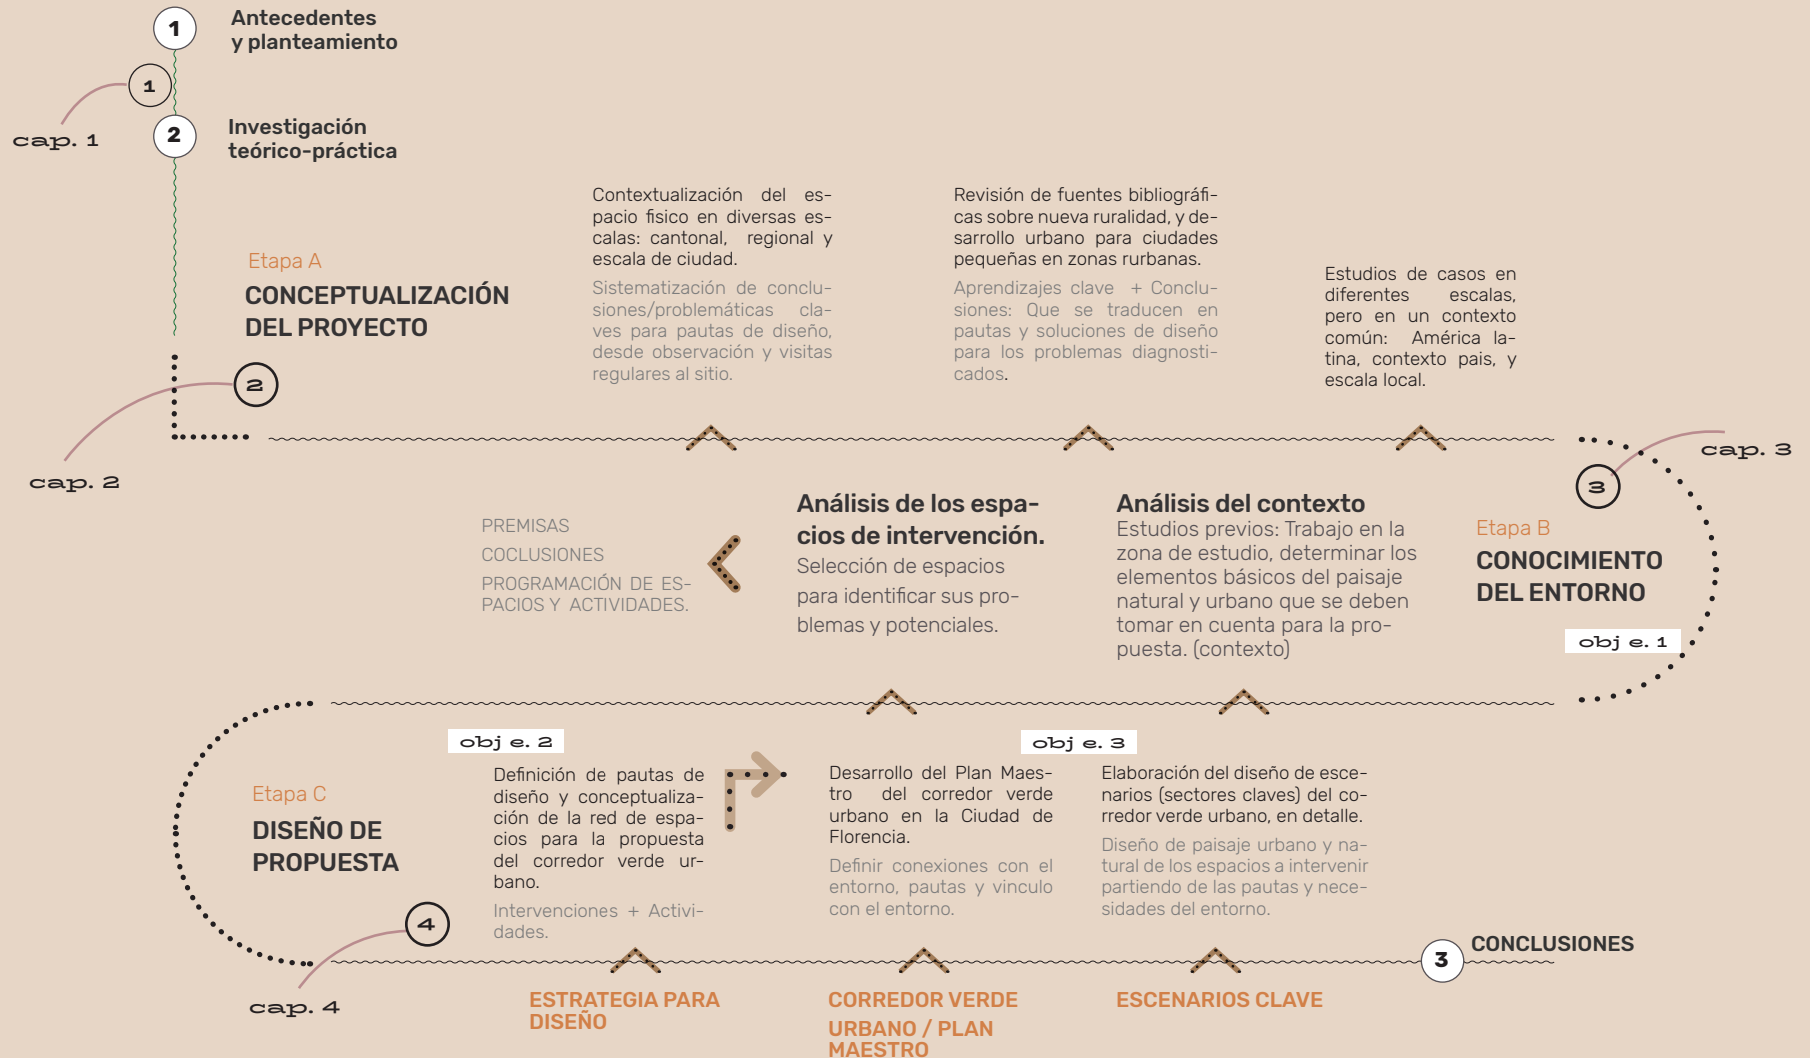 1
Antecedentes
y planteamiento
1
cap. 1
2
Investigación
teórico-práctica
Etapa A
CONCEPTUALIZACIÓN
DEL PROYECTO
2
cap. 2
Contextualización del es-
pacio fisico en diversas es-
calas: cantonal, regional y
escala de ciudad.
Sistematización de conclu-
siones/problemáticas cla-
ves para pautas de diseño,
desde observación y visitas
regulares al sitio.
Revisión de fuentes bibliográfi-
cas sobre nueva ruralidad, y de-
sarrollo urbano para ciudades
pequeñas en zonas rurbanas.
Aprendizajes clave + Conclu-
siones: Que se traducen en
pautas y soluciones de diseño
para los problemas diagnosti-
cados.
Estudios de casos en
diferentes escalas,
pero en un contexto
común: América la-
tina, contexto pais, y
escala local.
cap. 3
3
Etapa B
CONOCIMIENTO
DEL ENTORNO
obj e. 1
Análisis del contexto
Estudios previos: Trabajo en la
zona de estudio, determinar los
elementos básicos del paisaje
natural y urbano que se deben
tomar en cuenta para la pro-
puesta. (contexto)
Análisis de los espa-
cios de intervención.
Selección de espacios
para identificar sus pro-
blemas y potenciales.
PREMISAS
COCLUSIONES
PROGRAMACIÓN DE ES-
PACIOS Y ACTIVIDADES.
Etapa C
DISEÑO DE
PROPUESTA
4
cap. 4
obj e. 2
Definición de pautas de
diseño y conceptualiza-
ción de la red de espa-
cios para la propuesta
del corredor verde ur-
bano.
Intervenciones + Activi-
dades.
obj e. 3
Desarrollo del Plan Maes-
tro del corredor verde
urbano en la Ciudad de
Florencia.
Definir conexiones con el
entorno, pautas y vinculo
con el entorno.
Elaboración del diseño de esce-
narios (sectores claves) del co-
rredor verde urbano, en detalle.
Diseño de paisaje urbano y na-
tural de los espacios a intervenir
partiendo de las pautas y nece-
sidades del entorno.
ESTRATEGIA PARA
DISEÑO
CORREDOR VERDE
URBANO / PLAN
MAESTRO
ESCENARIOS CLAVE
3
CONCLUSIONES